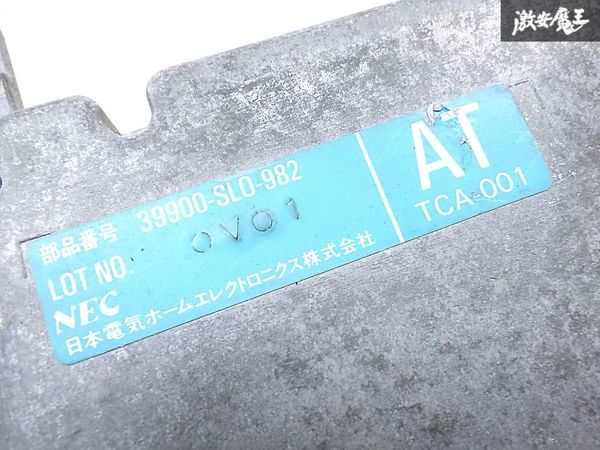 激安魔王
部品番号 39900-SL0-982
LOT NO. 0V01
NEC
日本電気ホームエレクトロニクス株式会社
AT
TCA-001